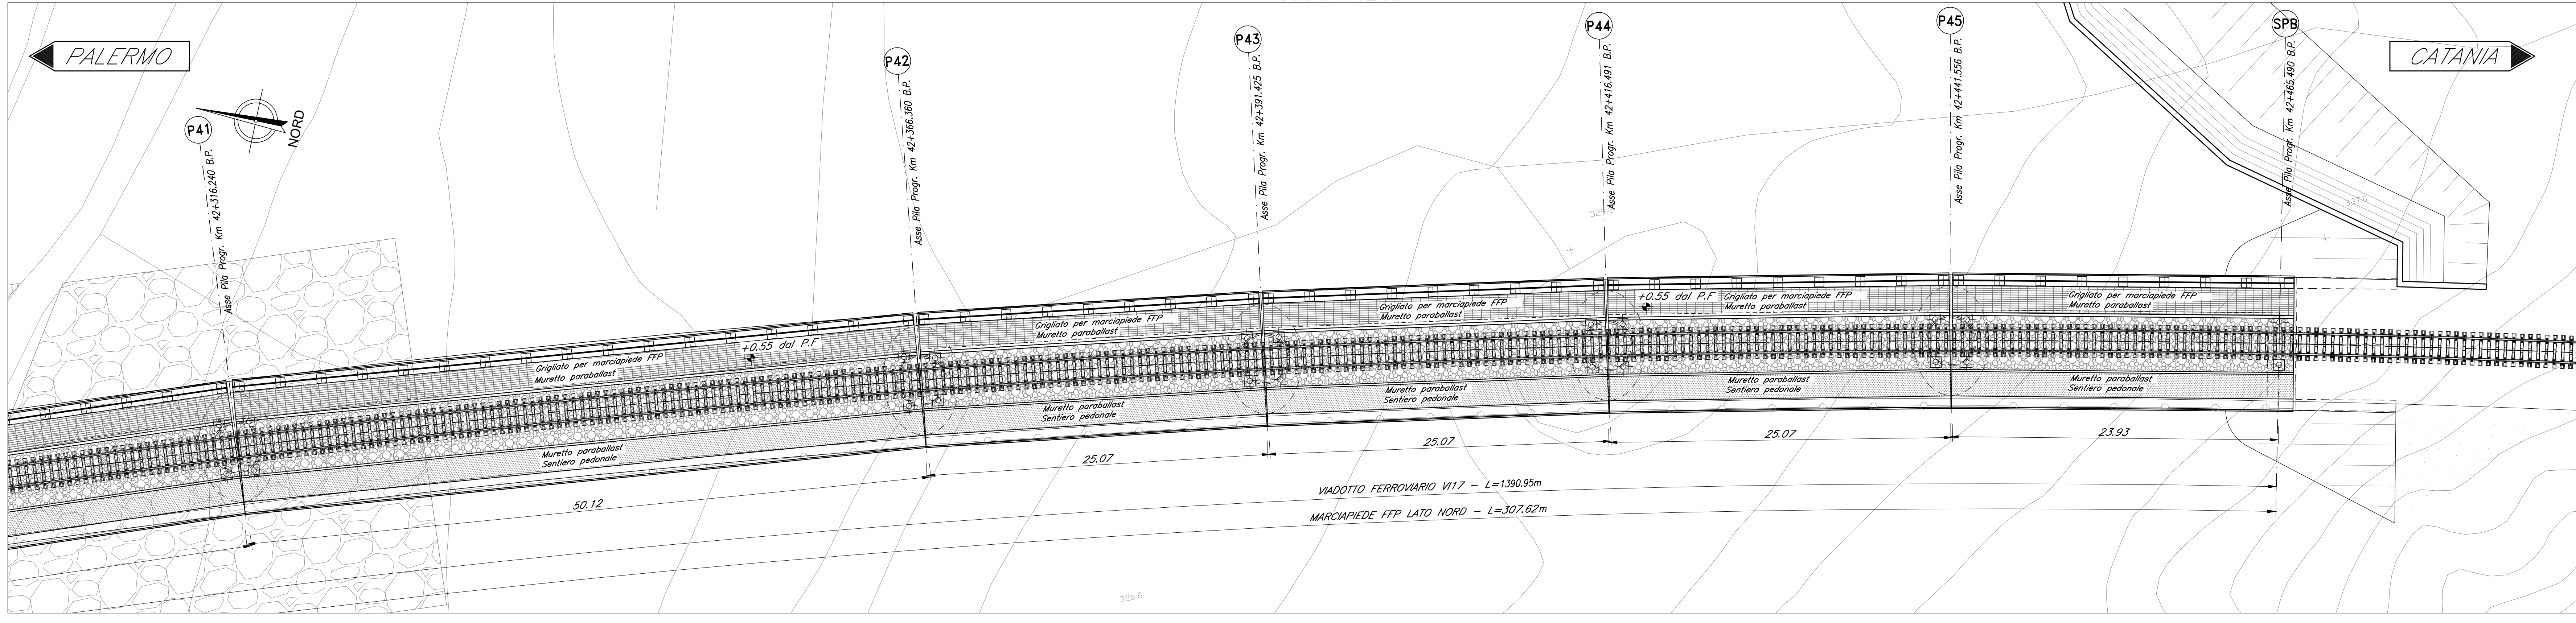 PALERMO
NORD
P41
Asse Pila Progr. Km 42+316.240 B.P.
P42
Asse Pila Progr. Km 42+366.360 B.P.
P43
Asse Pila Progr. Km 42+391.425 B.P.
P44
Asse Pila Progr. Km 42+416.491 B.P.
P45
Asse Pila Progr. Km 42+441.556 B.P.
SPB
Asse Pila Progr. Km 42+465.490 B.P.
CATANIA
337.0
Grigliato per marciapiede FFP
Muretto paraballast
+0.55 dal P.F
Grigliato per marciapiede FFP
Muretto paraballast
Grigliato per marciapiede FFP
Muretto paraballast
+0.55 dal P.F
Grigliato per marciapiede FFP
Muretto paraballast
Grigliato per marciapiede FFP
Muretto paraballast
Muretto paraballast
Sentiero pedonale
Muretto paraballast
Sentiero pedonale
Muretto paraballast
Sentiero pedonale
Muretto paraballast
Sentiero pedonale
Muretto paraballast
Sentiero pedonale
50.12
25.07
25.07
25.07
23.93
VIADOTTO FERROVIARIO VI17 - L=1390.95m
MARCIAPIEDE FFP LATO NORD - L=307.62m
326.6